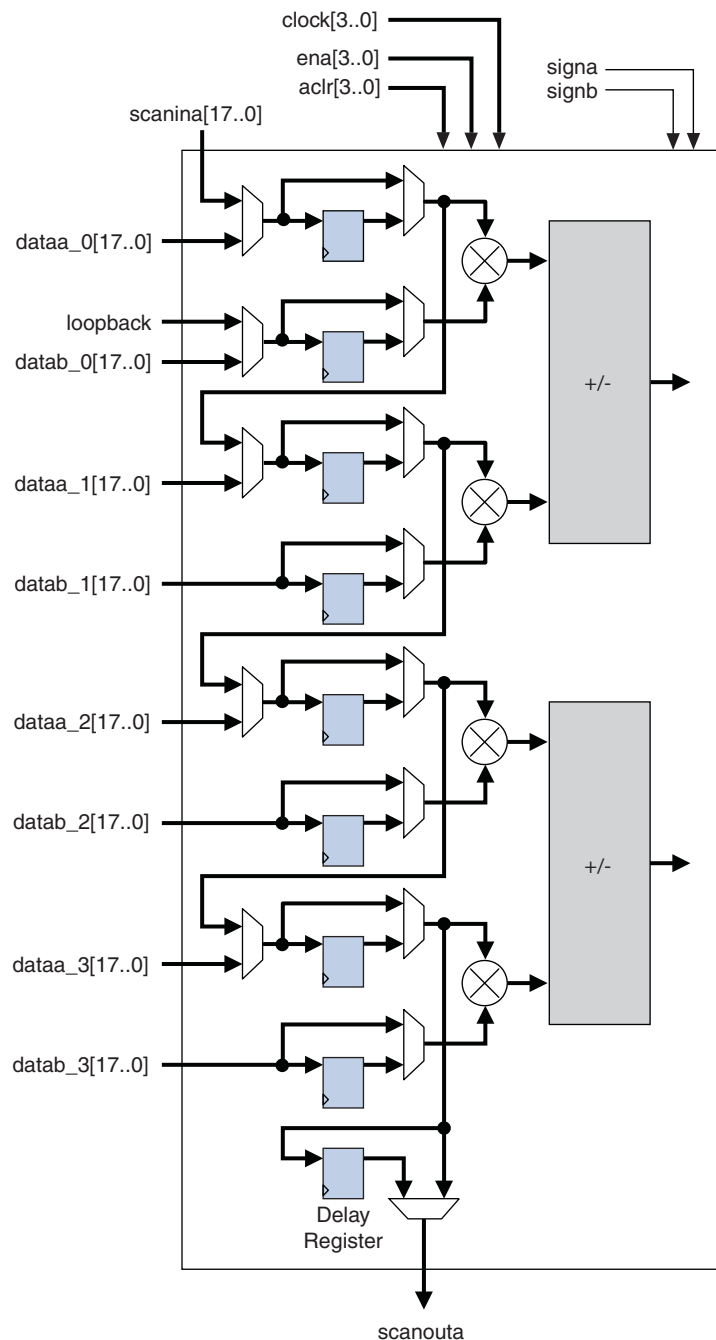 clock[3..0]
ena[3..0]
aclr[3..0]
signa
signb
scanina[17..0]
dataa_0[17..0]
loopback
datab_0[17..0]
+/-
dataa_1[17..0]
datab_1[17..0]
dataa_2[17..0]
datab_2[17..0]
+/-
dataa_3[17..0]
datab_3[17..0]
Delay
Register
scanouta